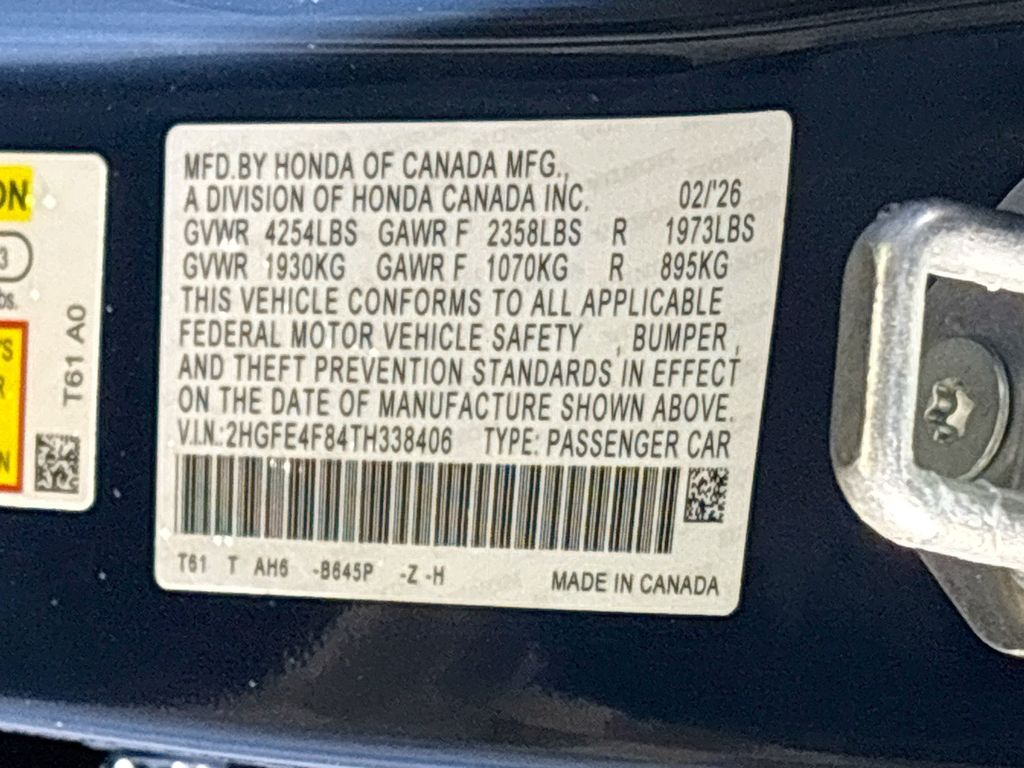 MFD.BY HONDA OF CANADA MFG.,
A DIVISION OF HONDA CANADA INC. 02/'26
GVWR 4254LBS GAWR F 2358LBS R 1973LBS
GVWR 1930KG GAWR F 1070KG R 895KG
THIS VEHICLE CONFORMS TO ALL APPLICABLE
FEDERAL MOTOR VEHICLE SAFETY , BUMPER ,
AND THEFT PREVENTION STANDARDS IN EFFECT
ON THE DATE OF MANUFACTURE SHOWN ABOVE.
V.I.N.:2HGFE4F84TH338406 TYPE: PASSENGER CAR
T61 T AH6 -B645P -Z -H
MADE IN CANADA
T61 A0